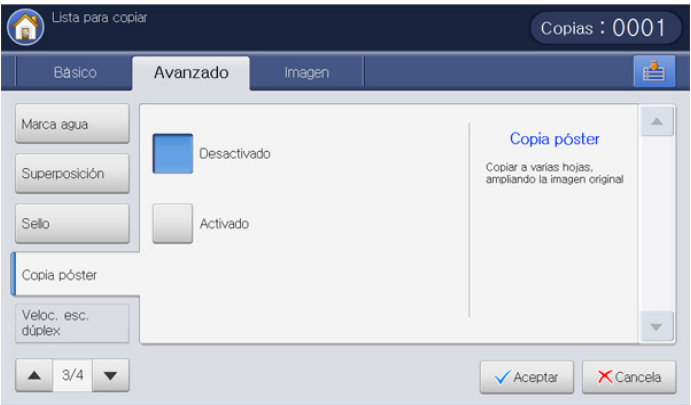 Lista para copiar
Copias : 0001
Básico
Avanzado
Imagen
Marca agua
Superposición
Sello
Copia póster
Veloc. esc.
dúplex
3/4
Desactivado
Activado
Copia póster
Copiar a varias hojas,
ampliando la imagen original
Aceptar
Cancela